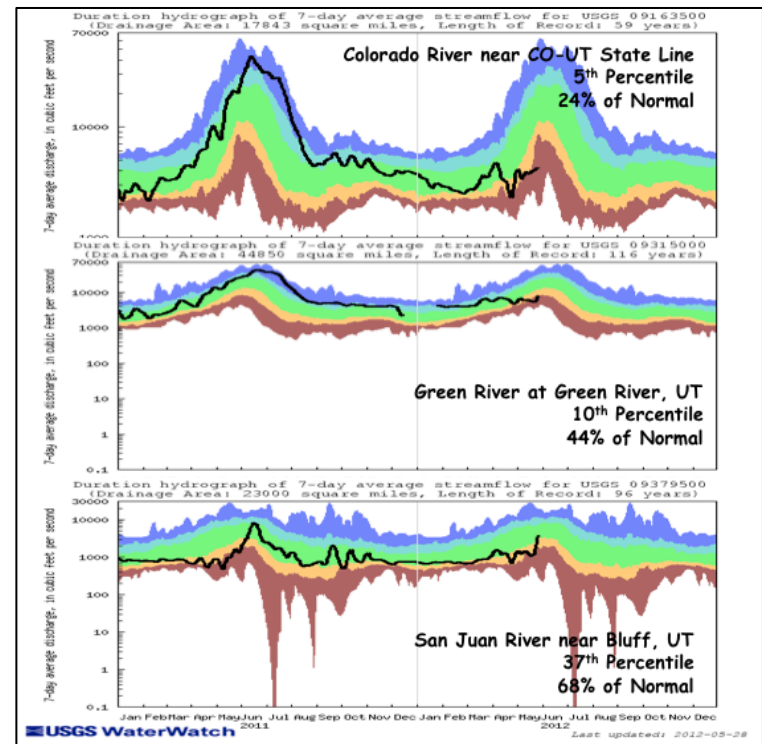 Duration hydrograph of 7-day average streamflow for USGS 09163500
(Drainage Area: 17843 square miles, Length of Record: 59 years)
70000
Colorado River near CO-UT State Line
5th Percentile
24% of Normal
10000
7-day average discharge, in cubic feet per second
Duration hydrograph of 7-day average streamflow for USGS 09315000
(Drainage Area: 44850 square miles, Length of Record: 116 years)
70000
10000
1000
100
10
1
0.1
7-day average discharge, in cubic feet per second
Green River at Green River, UT
10th Percentile
44% of Normal
Duration hydrograph of 7-day average streamflow for USGS 09379500
(Drainage Area: 23000 square miles, Length of Record: 96 years)
30000
10000
1000
100
10
1
0.1
7-day average discharge, in cubic feet per second
San Juan River near Bluff, UT
37th Percentile
68% of Normal
Jan Feb Mar Apr May Jun Jul Aug Sep Oct Nov Dec Jan Feb Mar Apr May Jun Jul Aug Sep Oct Nov Dec
2011 2012
USGS WaterWatch
Last updated: 2012-05-28